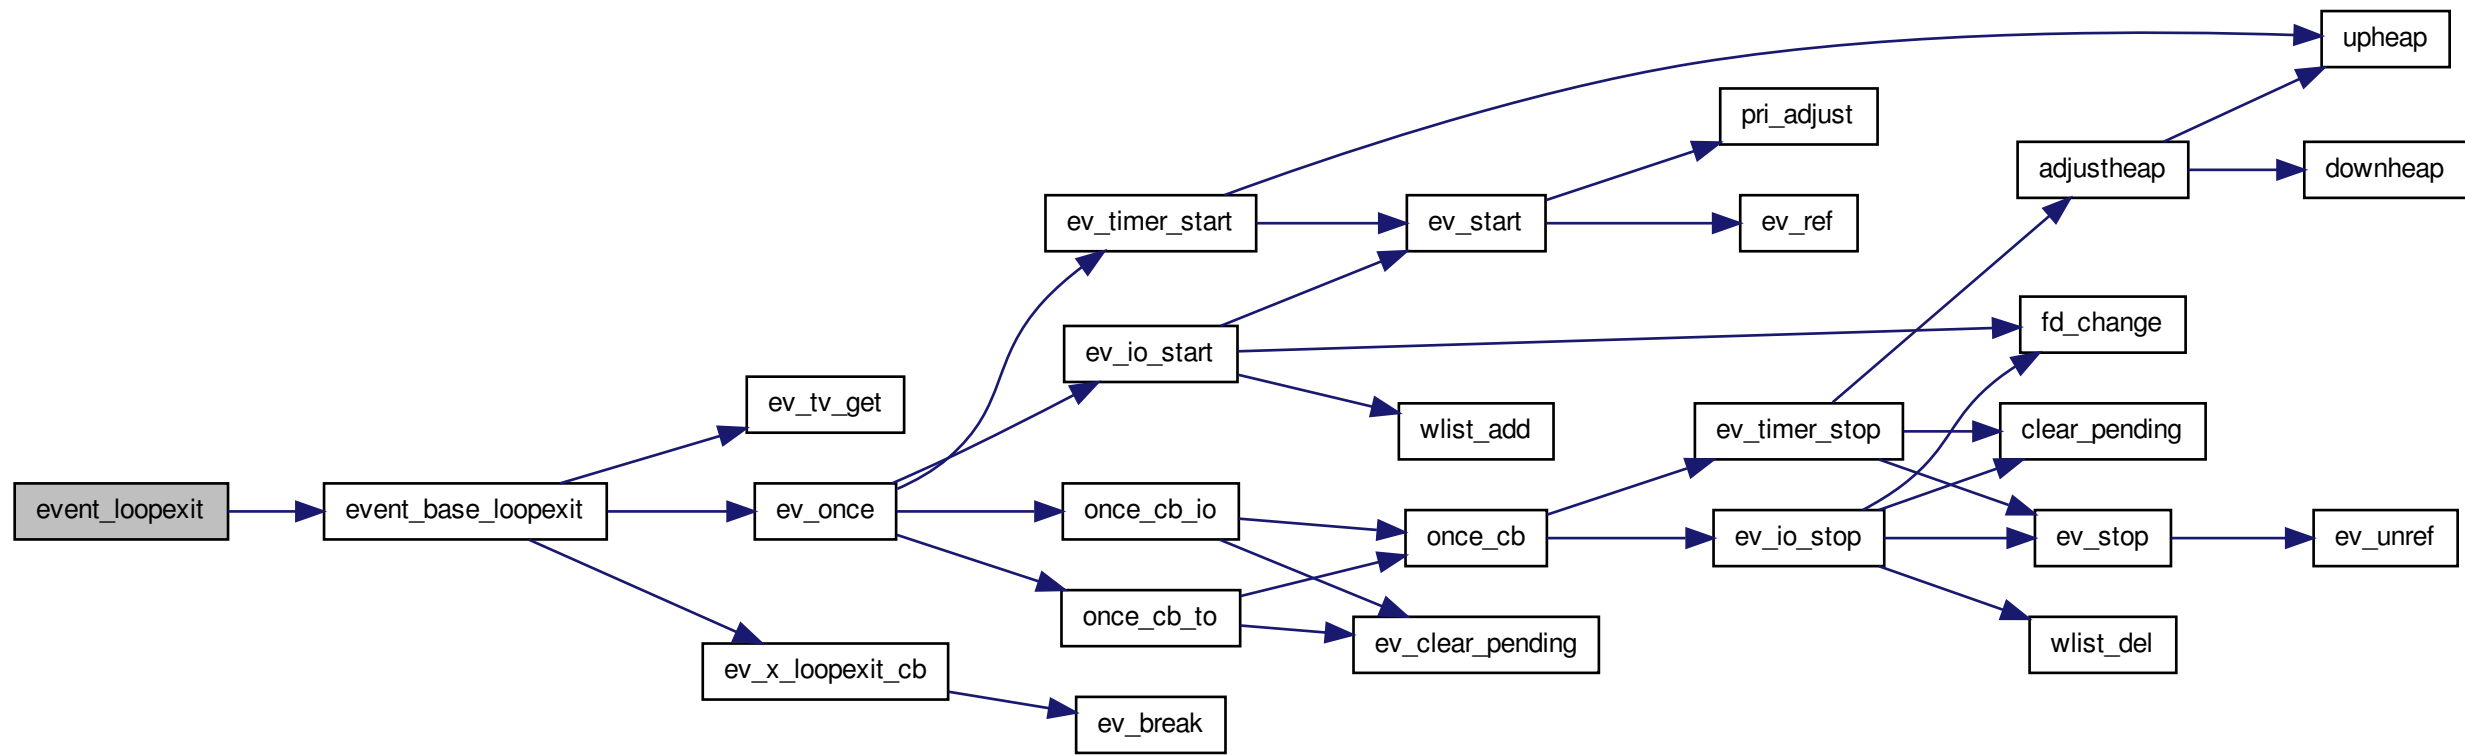 event_loopexit
event_base_loopexit
ev_tv_get
ev_once
ev_x_loopexit_cb
ev_timer_start
ev_io_start
once_cb_io
once_cb_to
ev_break
ev_start
wlist_add
once_cb
ev_clear_pending
pri_adjust
ev_ref
ev_timer_stop
ev_io_stop
adjustheap
fd_change
clear_pending
ev_stop
wlist_del
upheap
downheap
ev_unref